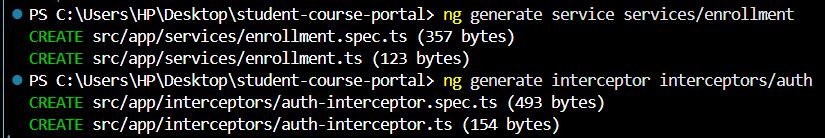 PS C:\Users\HP\Desktop\student-course-portal> ng generate service services/enrollment
CREATE src/app/services/enrollment.spec.ts (357 bytes)
CREATE src/app/services/enrollment.ts (123 bytes)
PS C:\Users\HP\Desktop\student-course-portal> ng generate interceptor interceptors/auth
CREATE src/app/interceptors/auth-interceptor.spec.ts (493 bytes)
CREATE src/app/interceptors/auth-interceptor.ts (154 bytes)